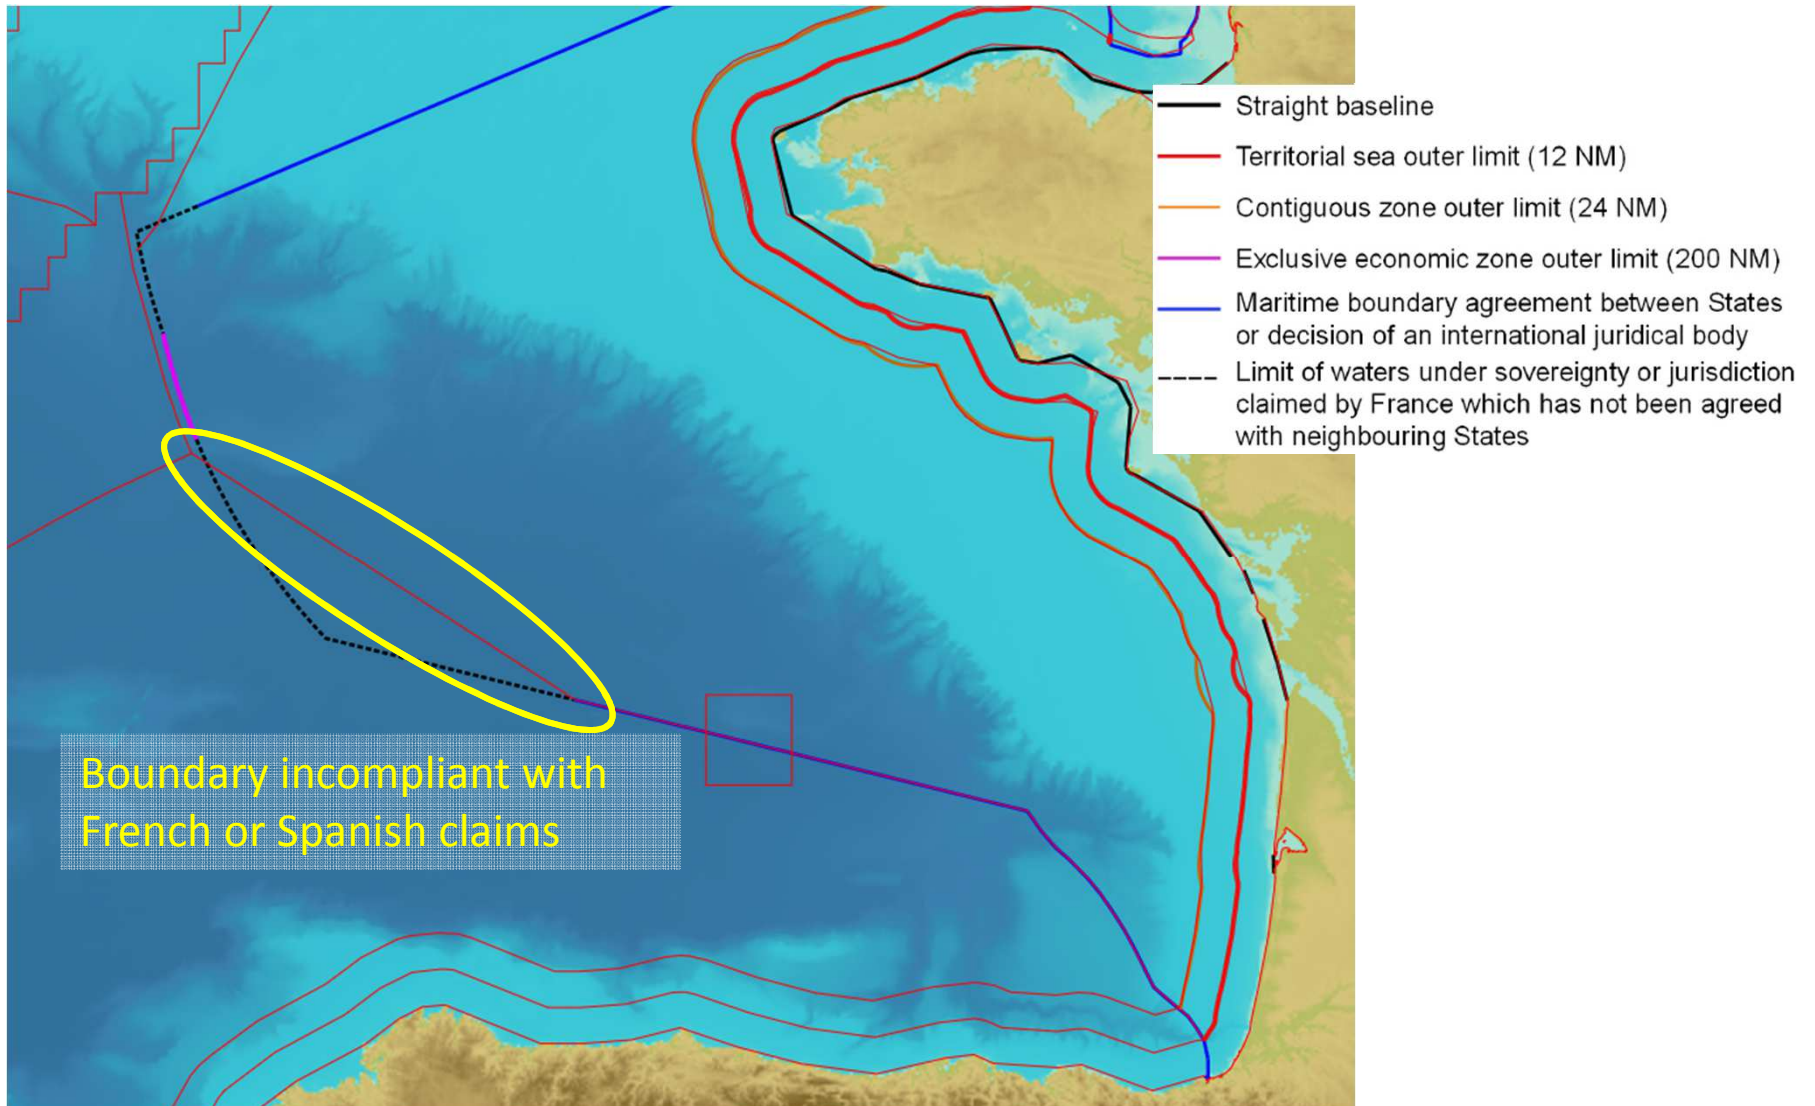 Straight baseline
Territorial sea outer limit (12 NM)
Contiguous zone outer limit (24 NM)
Exclusive economic zone outer limit (200 NM)
Maritime boundary agreement between States
or decision of an international juridical body
Limit of waters under sovereignty or jurisdiction
claimed by France which has not been agreed
with neighbouring States
Boundary incompliant with
French or Spanish claims